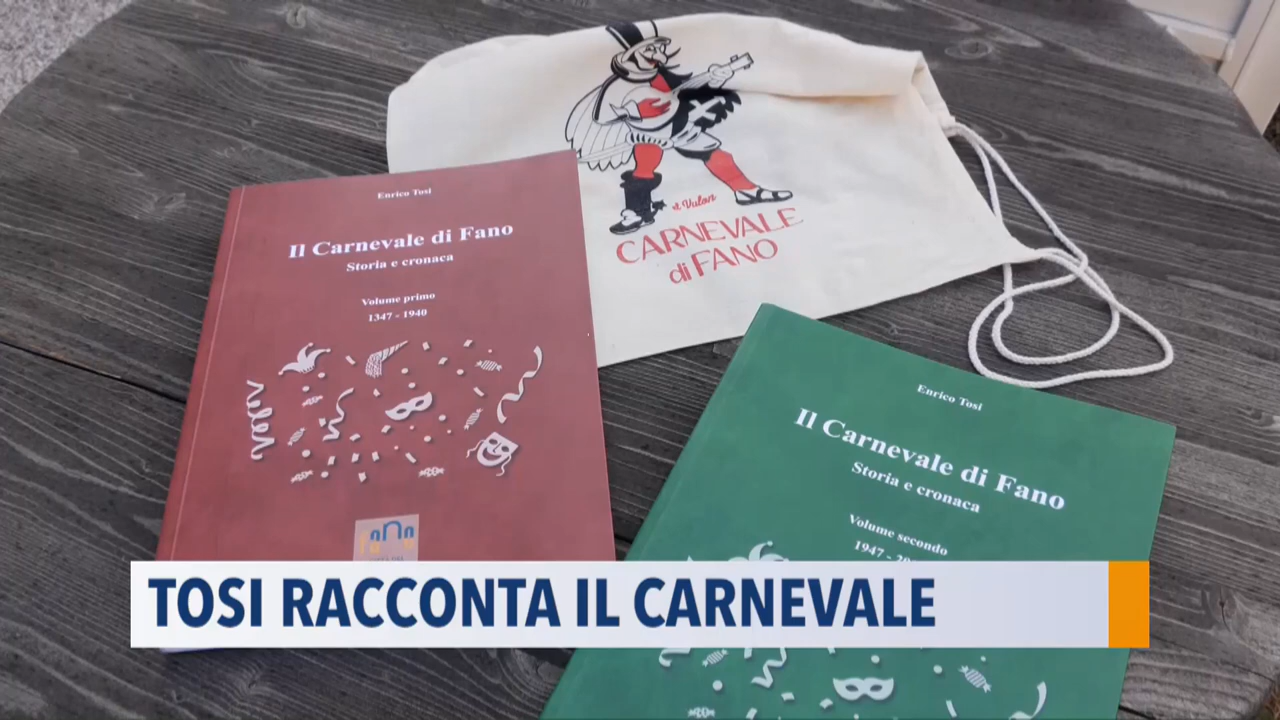 el Vulon
CARNEVALE
di FANO
Enrico Tosi
Il Carnevale di Fano
Storia e cronaca
Volume primo
1347 - 1940
Enrico Tosi
Il Carnevale di Fano
Storia e cronaca
Volume secondo
1947 -
TOSI RACCONTA IL CARNEVALE